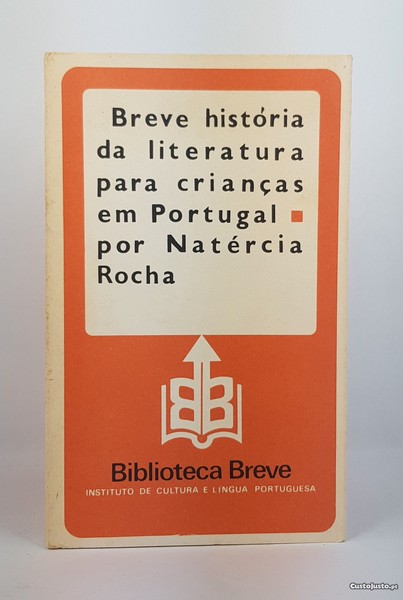 Breve história
da literatura
para crianças
em Portugal ■
por Natércia
Rocha
BB
Biblioteca Breve
INSTITUTO DE CULTURA E LÍNGUA PORTUGUESA
CustoJusto.pt